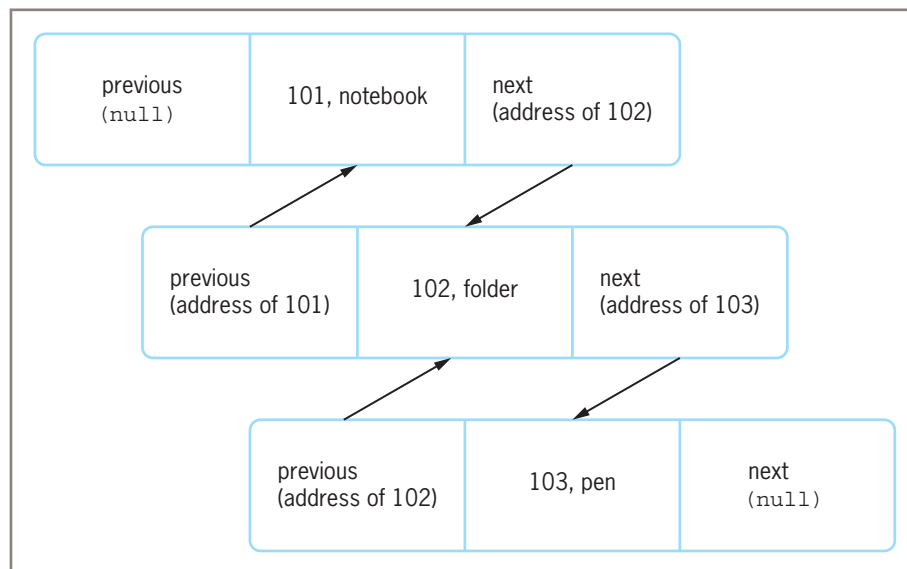 previous
(null)
101, notebook
next
(address of 102)
previous
(address of 101)
102, folder
next
(address of 103)
previous
(address of 102)
103, pen
next
(null)